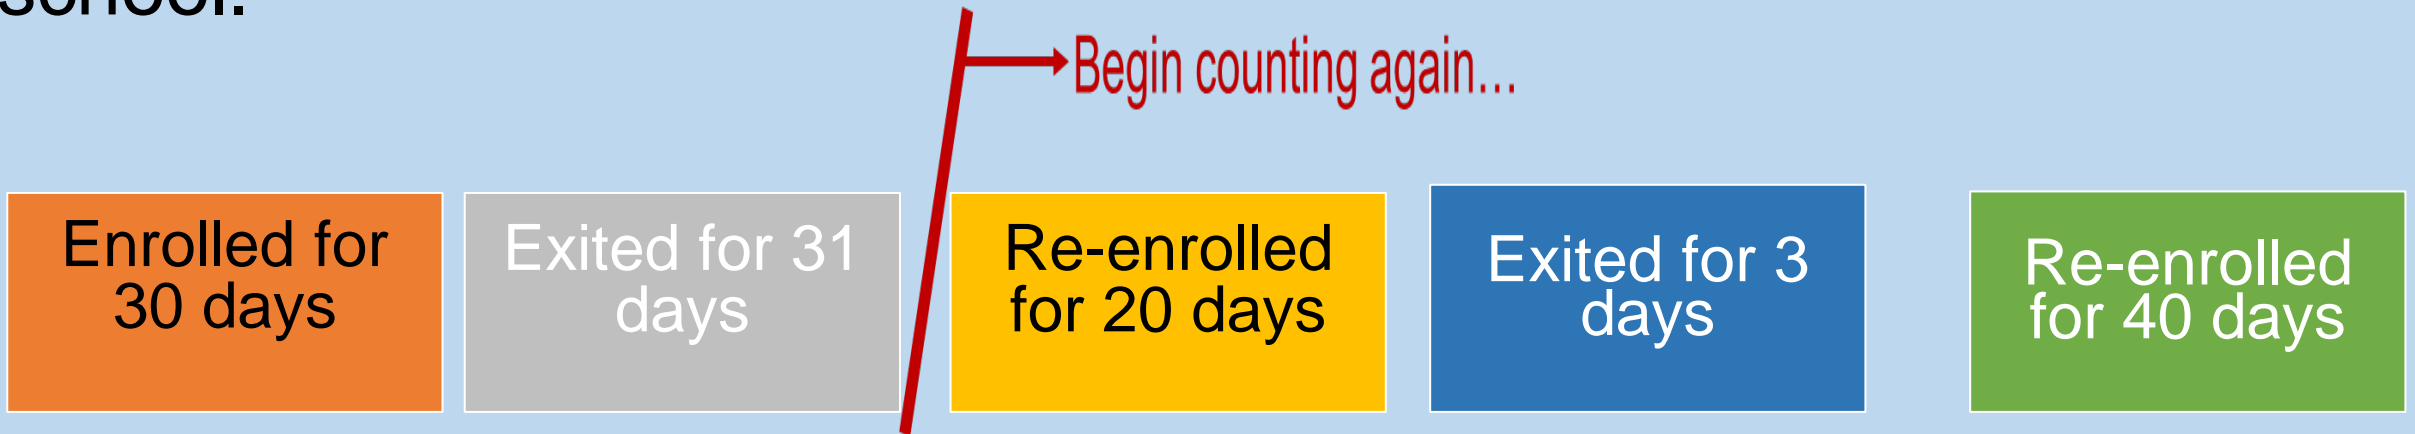 school.
Begin counting again...
Enrolled for
30 days
Exited for 31
days
Re-enrolled
for 20 days
Exited for 3
days
Re-enrolled
for 40 days